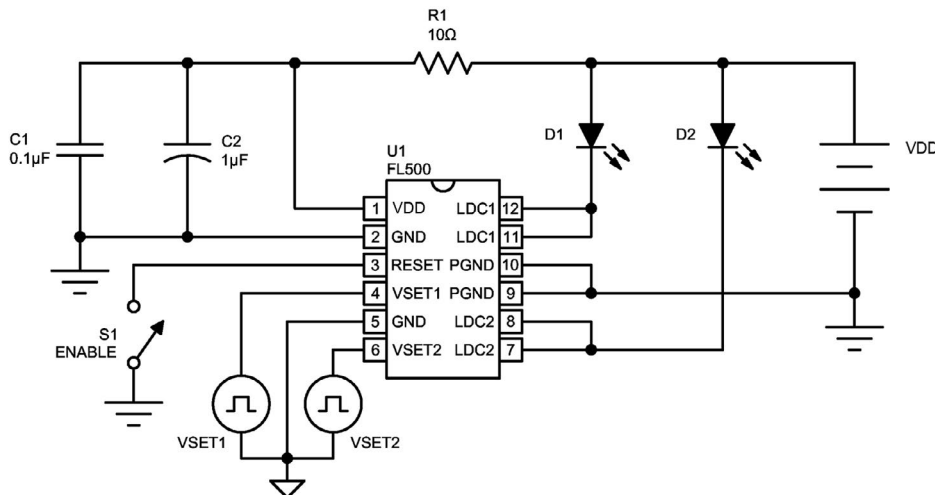 R1
10Ω
C1
0.1µF
C2
1µF
D1
D2
VDD
U1
FL500
1 VDD LDC1 12
2 GND LDC1 11
3 RESET PGND 10
4 VSET1 PGND 9
5 GND LDC2 8
6 VSET2 LDC2 7
S1
ENABLE
VSET1
VSET2